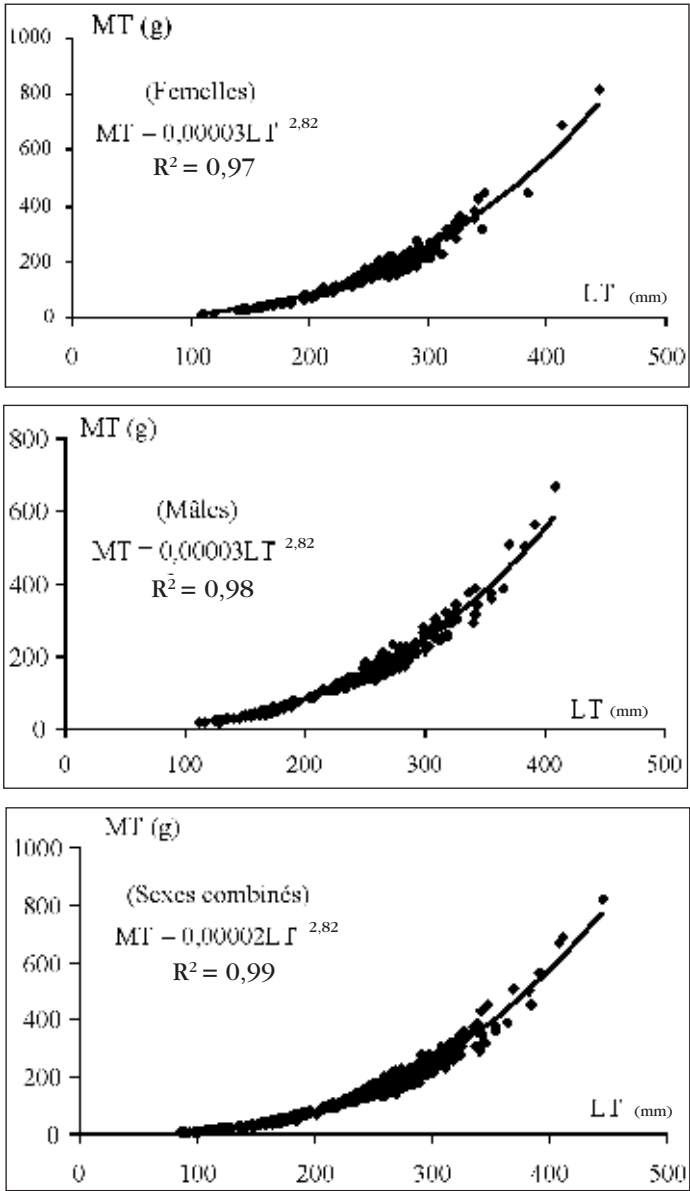 MT (g)
1000
800
600
400
200
0
(Femelles)
MT = 0,00003LT 2,82
R² = 0,97
LT (mm)
0 100 200 300 400 500
MT (g)
800
600
400
200
0
(Mâles)
MT = 0,00003LT 2,82
R² = 0,98
LT (mm)
0 100 200 300 400 500
MT (g)
1000
800
600
400
200
0
(Sexes combinés)
MT = 0,00002LT 2,82
R² = 0,99
LT (mm)
0 100 200 300 400 500